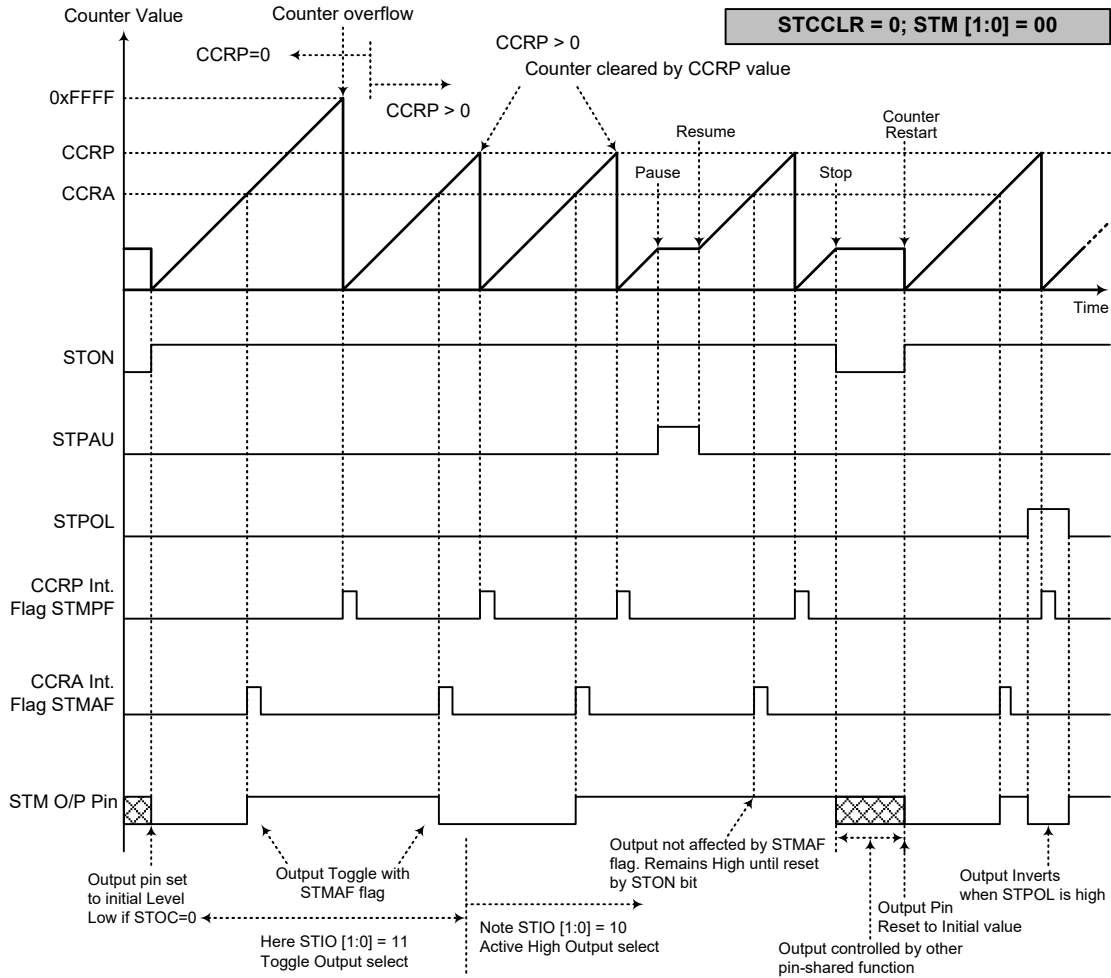 Counter Value
Counter overflow
STCCLR = 0; STM [1:0] = 00
CCRP=0
CCRP > 0
CCRP > 0
Counter cleared by CCRP value
0xFFFF
CCRP
CCRA
Pause
Resume
Stop
Counter
Restart
Time
STON
STPAU
STPOL
CCRP Int.
Flag STMPF
CCRA Int.
Flag STMAF
STM O/P Pin
Output pin set
to initial Level
Low if STOC=0
Output Toggle with
STMAF flag
Here STIO [1:0] = 11
Toggle Output select
Output not affected by STMAF
flag. Remains High until reset
by STON bit
Note STIO [1:0] = 10
Active High Output select
Output controlled by other
pin-shared function
Output Pin
Reset to Initial value
Output Inverts
when STPOL is high